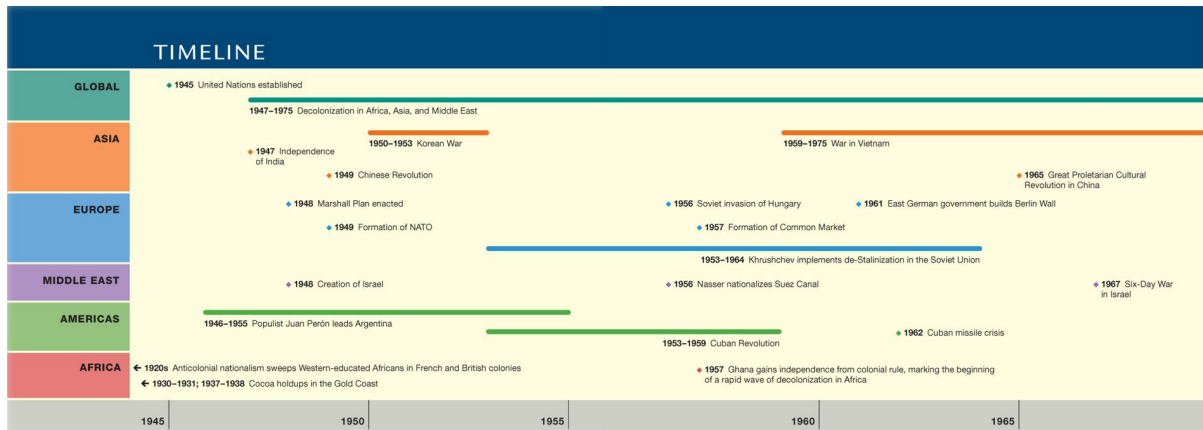 TIMELINE
GLOBAL
1945 United Nations established
1947–1975 Decolonization in Africa, Asia, and Middle East
ASIA
1950–1953 Korean War
1959–1975 War in Vietnam
1947 Independence
of India
1949 Chinese Revolution
1965 Great Proletarian Cultural
Revolution in China
EUROPE
1948 Marshall Plan enacted
1956 Soviet invasion of Hungary
1961 East German government builds Berlin Wall
1949 Formation of NATO
1957 Formation of Common Market
1953–1964 Khrushchev implements de-Stalinization in the Soviet Union
MIDDLE EAST
1948 Creation of Israel
1956 Nasser nationalizes Suez Canal
1967 Six-Day War
in Israel
AMERICAS
1946–1955 Populist Juan Perón leads Argentina
1953–1959 Cuban Revolution
1962 Cuban missile crisis
AFRICA
1920s Anticolonial nationalism sweeps Western-educated Africans in French and British colonies
1930–1931; 1937–1938 Cocoa holdups in the Gold Coast
1957 Ghana gains independence from colonial rule, marking the beginning
of a rapid wave of decolonization in Africa
1945
1950
1955
1960
1965